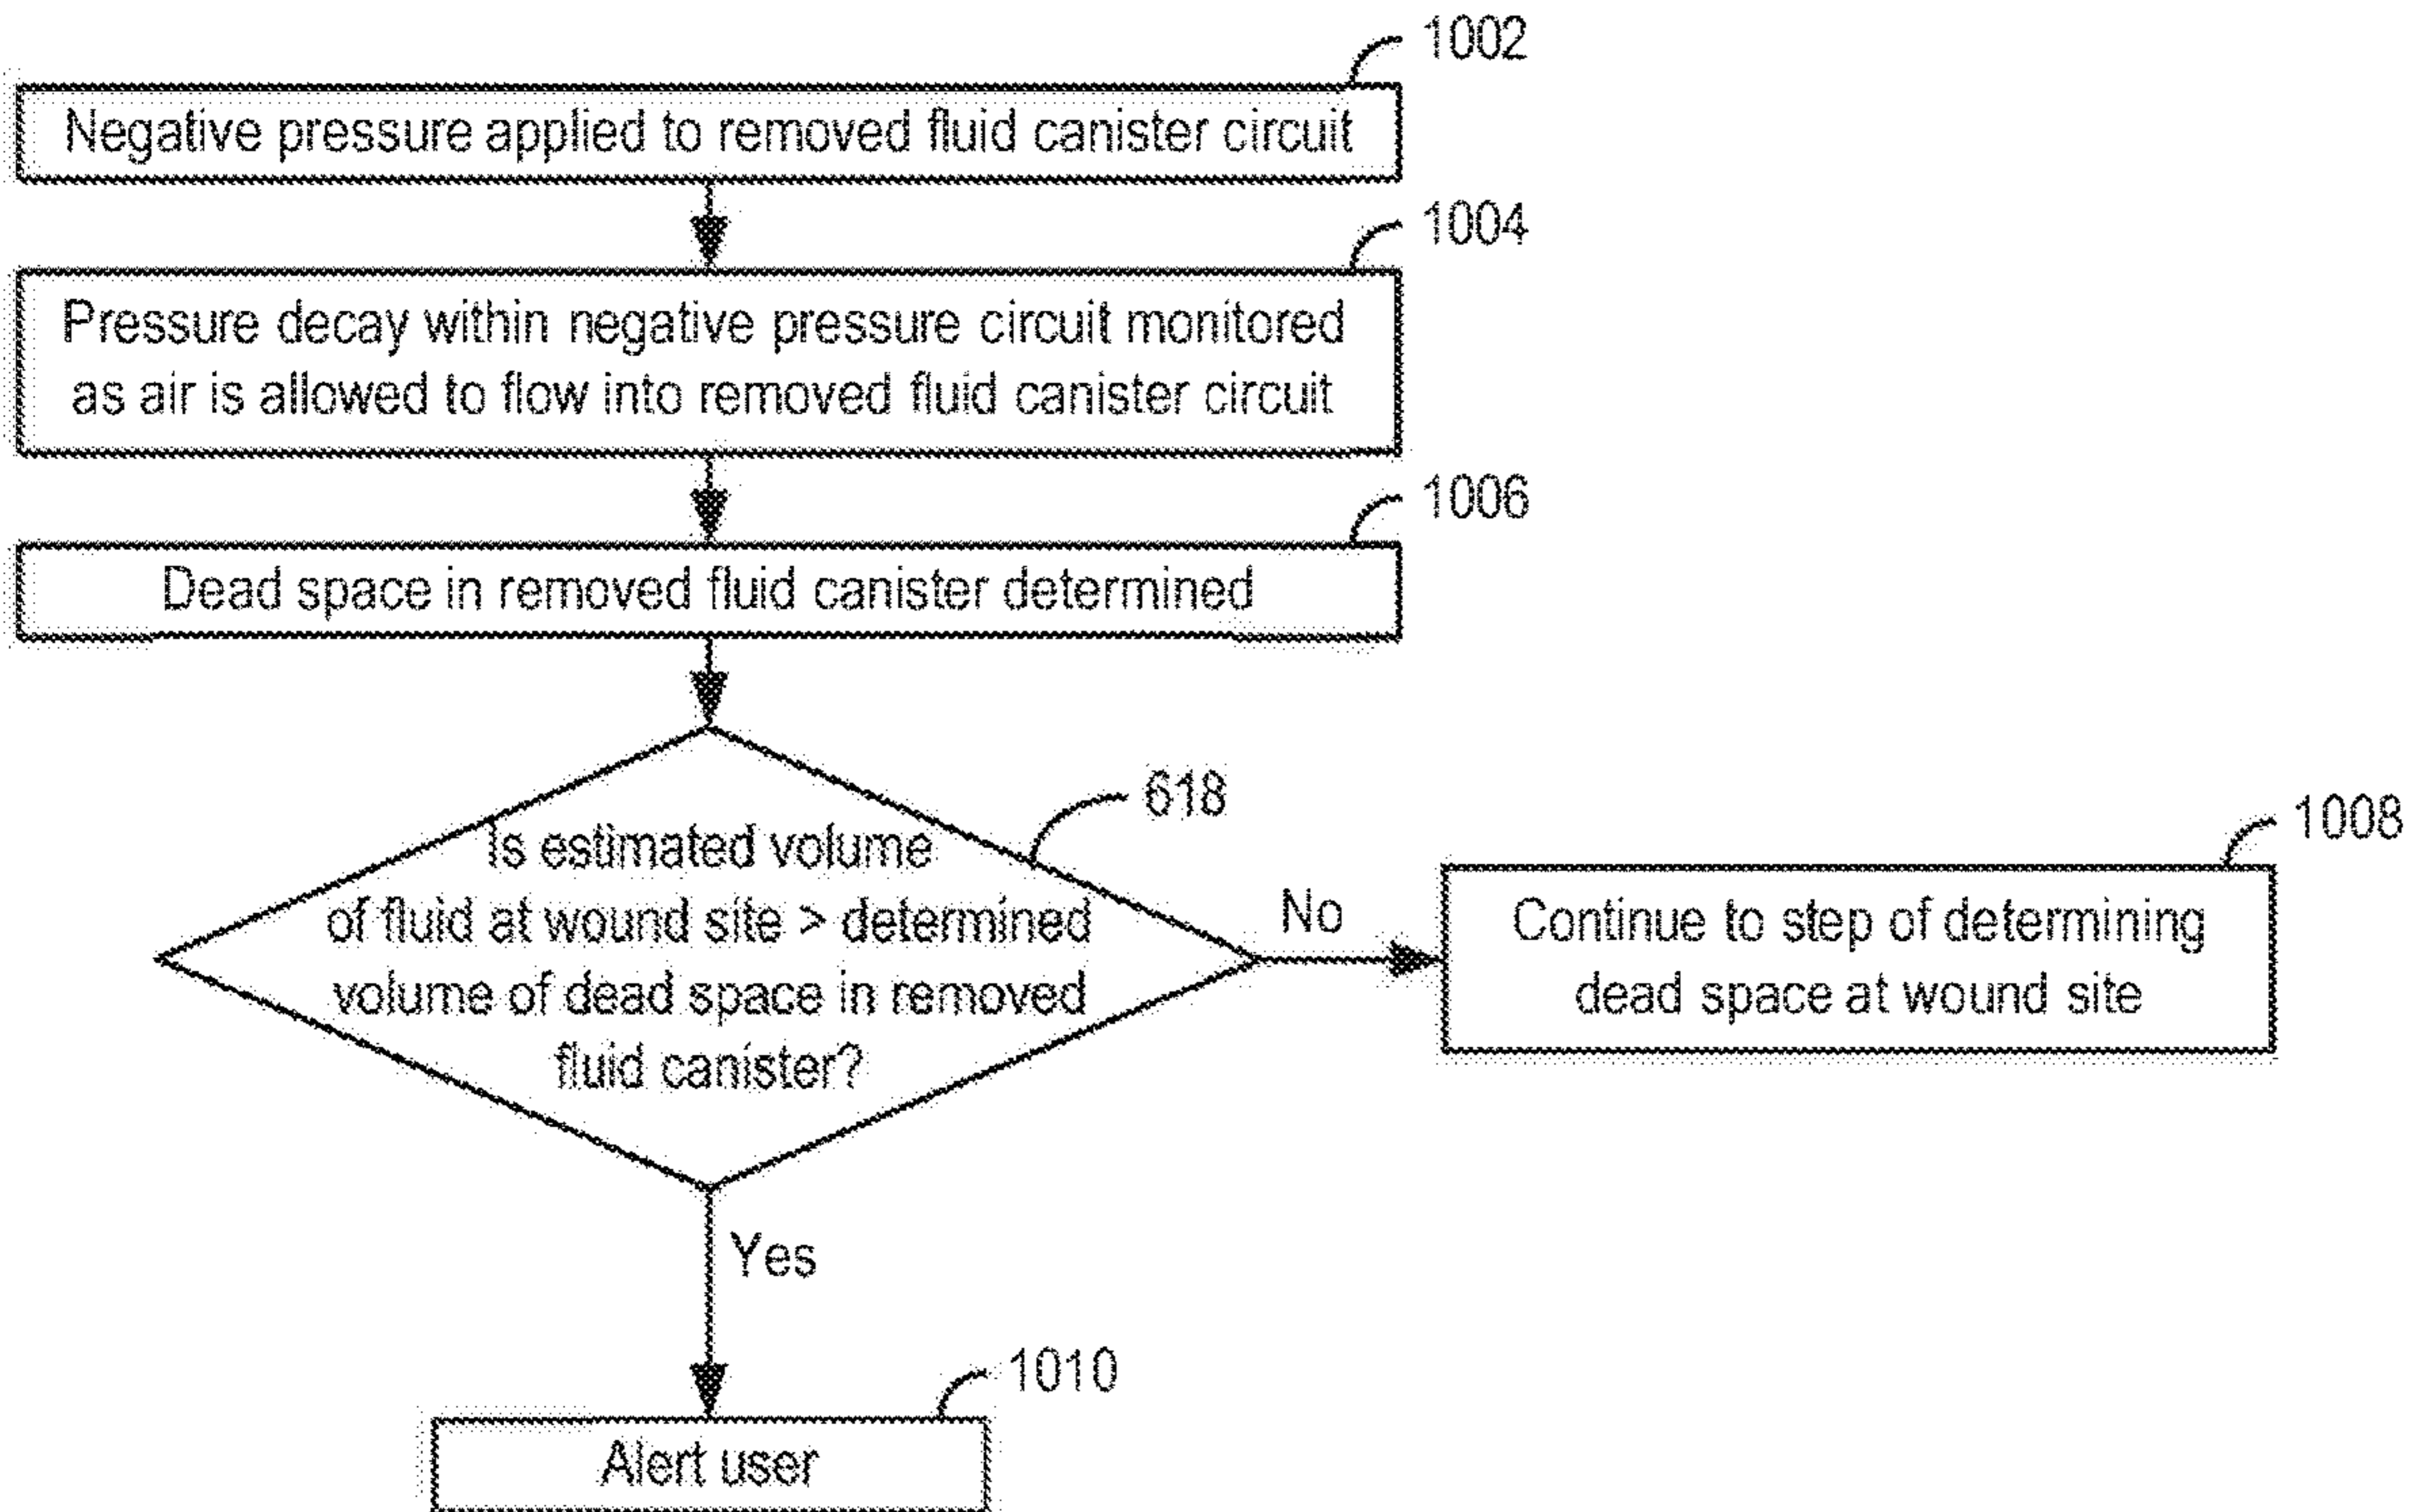 1002
Negative pressure applied to removed fluid canister circuit
1004
Pressure decay within negative pressure circuit monitored
as air is allowed to flow into removed fluid canister circuit
1006
Dead space in removed fluid canister determined
618
Is estimated volume
of fluid at wound site > determined
volume of dead space in removed
fluid canister?
No
1008
Continue to step of determining
dead space at wound site
Yes
1010
Alert user